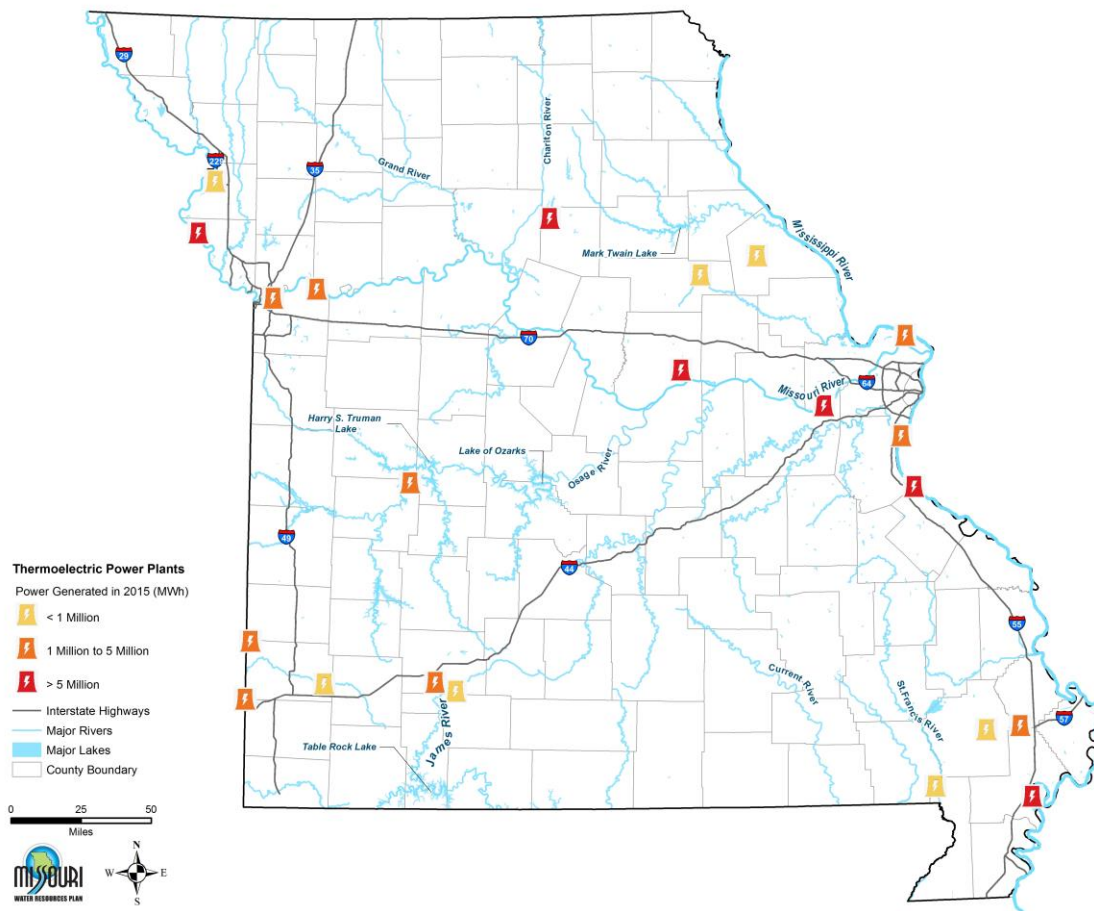 29
229
35
Grand River
Chariton River
Mark Twain Lake
Mississippi River
70
Missouri River
64
Harry S. Truman
Lake
Lake of Ozarks
Osage River
49
44
55
Current River
St.Francis River
57
James River
Table Rock Lake
Thermoelectric Power Plants
Power Generated in 2015 (MWh)
< 1 Million
1 Million to 5 Million
> 5 Million
Interstate Highways
Major Rivers
Major Lakes
County Boundary
0 25 50
Miles
MISSOURI
WATER RESOURCES PLAN
N
W E
S